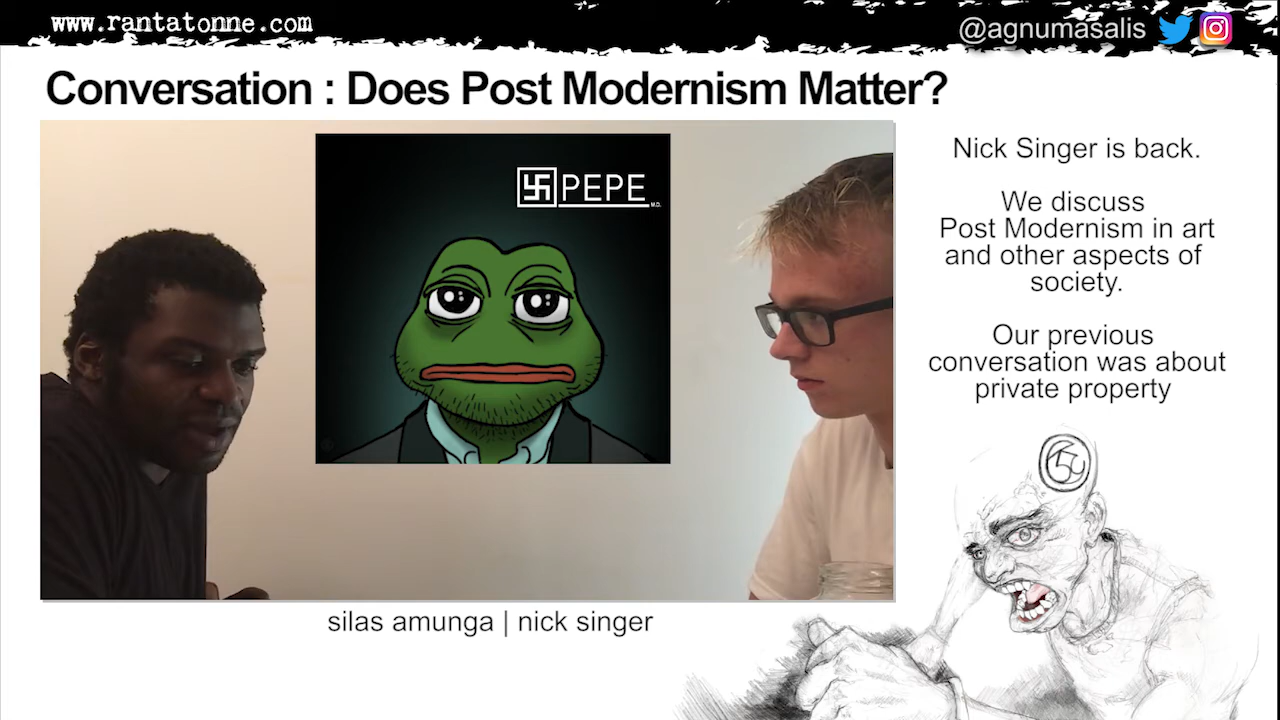 www.rantatonne.com
@agnumasalis
Conversation : Does Post Modernism Matter?
PEPE
M.D.
Nick Singer is back.
We discuss
Post Modernism in art
and other aspects of
society.
Our previous
conversation was about
private property
silas amunga | nick singer